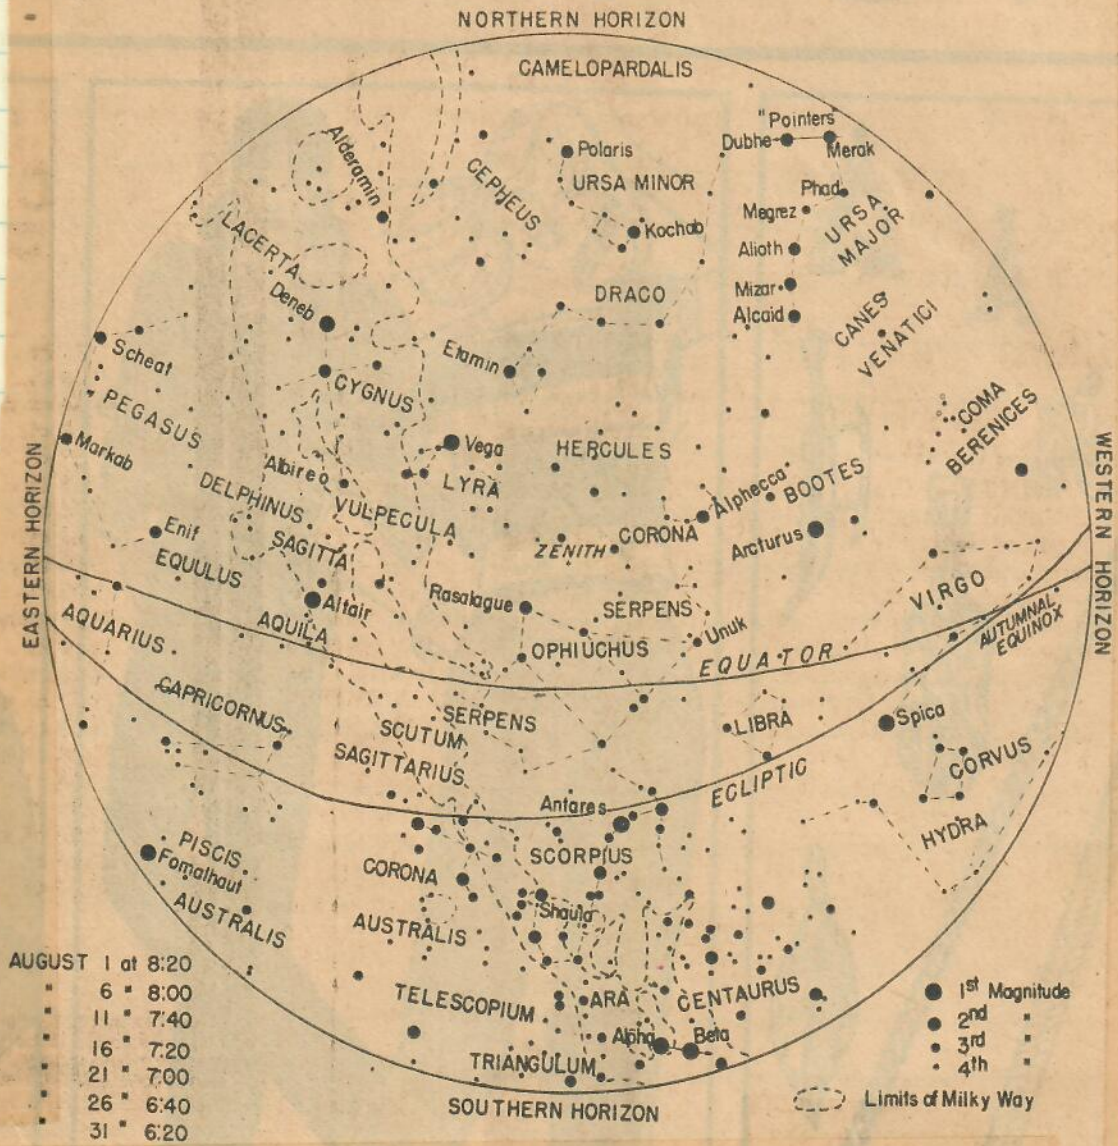 NORTHERN HORIZON
CAMELOPARDALIS
"Pointers"
Dubhe
Merak
Polaris
Alderamin
CEPHEUS
URSA MINOR
Phad
Megrez
URSA
MAJOR
Kochab
LACERTA
Alioth
Deneb
DRACO
Mizar
Alcaid
CANES
VENATICI
Scheat
Etamin
CYGNUS
PEGASUS
COMA
BERENICES
Markab
Vega
HERCULES
Albireo
LYRA
Alphecca
BOOTES
DELPHINUS
VULPECULA
EASTERN HORIZON
WESTERN HORIZON
Enif
SAGITTA
ZENITH
CORONA
Arcturus
EQUULUS
Altair
Rasalague
SERPENS
VIRGO
AQUARIUS
AQUILA
OPHIUCHUS
Unuk
EQUATOR
AUTUMNAL
EQUINOX
CAPRICORNUS
SERPENS
LIBRA
Spica
SCUTUM
SAGITTARIUS
CORVUS
ECLIPTIC
Antares
HYDRA
PISCIS
Fomalhaut
AUSTRALIS
CORONA
SCORPIUS
Shaula
AUSTRALIS
TELESCOPIUM
ARA
CENTAURUS
Alpha
Beta
TRIANGULUM
SOUTHERN HORIZON
AUGUST 1 at 8:20
" 6 " 8:00
" 11 " 7:40
" 16 " 7:20
" 21 " 7:00
" 26 " 6:40
" 31 " 6:20
1st Magnitude
2nd "
3rd "
4th "
Limits of Milky Way